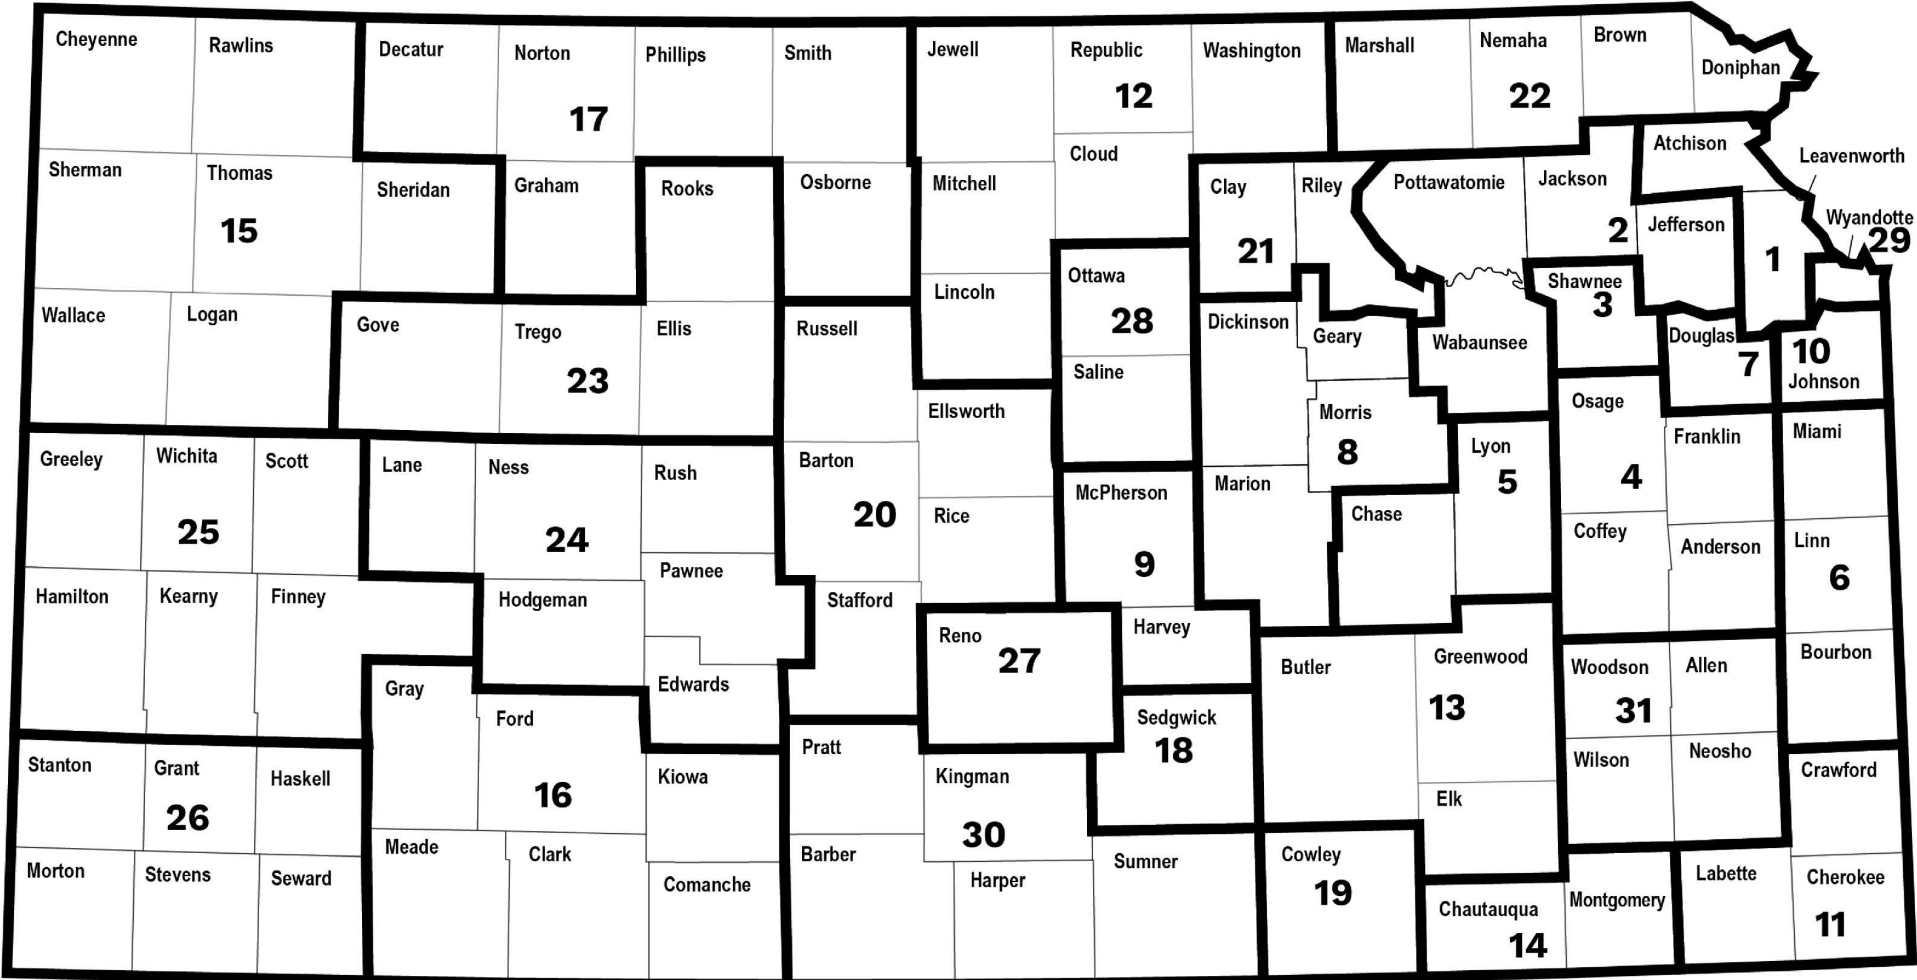 Cheyenne
Rawlins
Decatur
Norton
Phillips
Smith
Jewell
Republic
Washington
Marshall
Nemaha
Brown
Doniphan
17
12
22
Sherman
Thomas
Sheridan
Graham
Rooks
Osborne
Mitchell
Cloud
Clay
Riley
Pottawatomie
Jackson
Atchison
Leavenworth
15
21
2
Jefferson
Wyandotte
29
1
Wallace
Logan
Gove
Trego
Ellis
Russell
Lincoln
Ottawa
28
Dickinson
Geary
Wabaunsee
Shawnee
3
Douglas
7
10
Johnson
23
Saline
Ellsworth
Morris
8
Lyon
5
Osage
Franklin
Miami
4
Greeley
Wichita
Scott
Lane
Ness
Rush
Barton
Rice
McPherson
Marion
Chase
Coffey
Anderson
Linn
6
25
24
20
9
Hamilton
Kearny
Finney
Hodgeman
Pawnee
Stafford
Reno
27
Harvey
Butler
Greenwood
13
Woodson
Allen
Bourbon
31
Gray
Ford
Edwards
Pratt
Sedgwick
18
Wilson
Neosho
Crawford
Stanton
Grant
Haskell
26
16
Kiowa
Kingman
30
Elk
Morton
Stevens
Seward
Meade
Clark
Comanche
Barber
Harper
Sumner
Cowley
19
Chautauqua
14
Montgomery
Labette
Cherokee
11